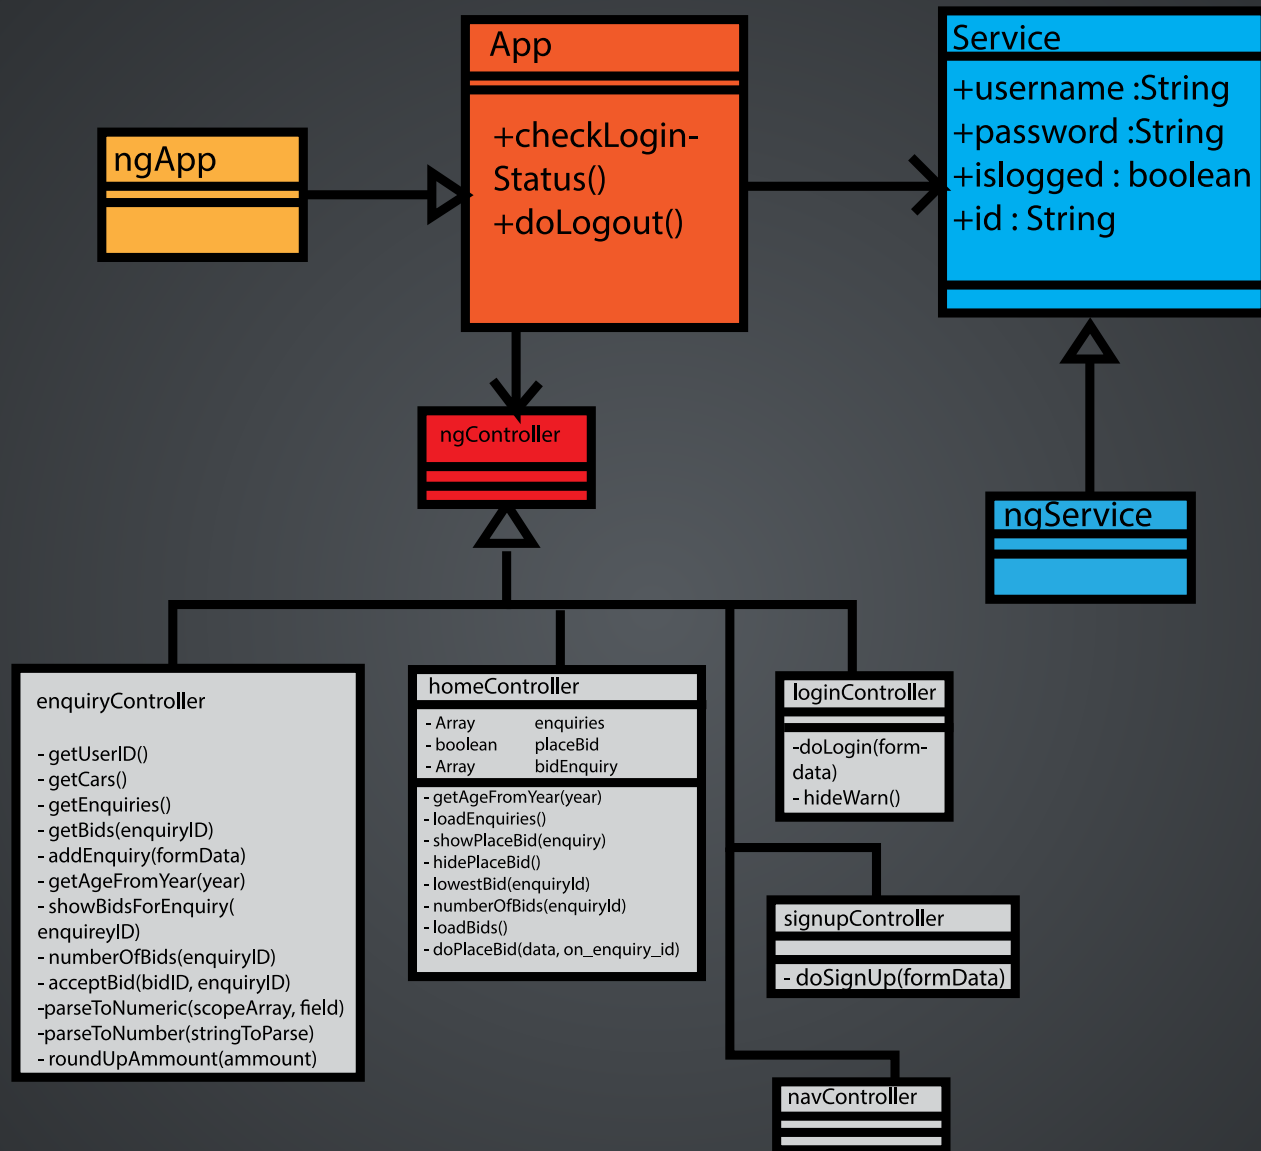 App
+checkLogin-
Status()
+doLogout()
Service
+username :String
+password :String
+islogged : boolean
+id : String
ngApp
ngController
ngService
enquiryController
- getUserID()
- getCars()
- getEnquiries()
- getBids(enquiryID)
- addEnquiry(formData)
- getAgeFromYear(year)
- showBidsForEnquiry(
enquireyID)
- numberOfBids(enquiryID)
- acceptBid(bidID, enquiryID)
-parseToNumeric(scopeArray, field)
-parseToNumber(stringToParse)
- roundUpAmmount(ammount)
homeController
- Array enquiries
- boolean placeBid
- Array bidEnquiry
- getAgeFromYear(year)
- loadEnquiries()
- showPlaceBid(enquiry)
- hidePlaceBid()
- lowestBid(enquiryId)
- numberOfBids(enquiryId)
- loadBids()
- doPlaceBid(data, on_enquiry_id)
loginController
-doLogin(form-
data)
- hideWarn()
signupController
- doSignUp(formData)
navController